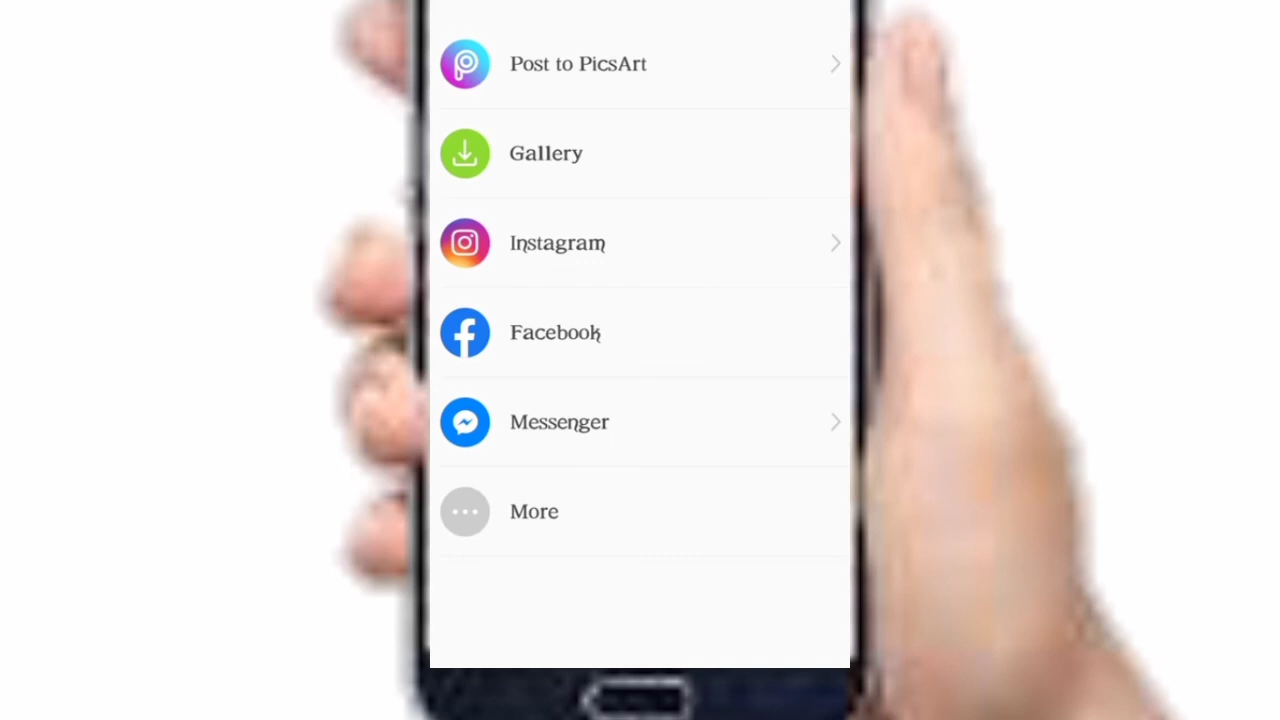 Post to PicsArt
Gallery
Instagram
Facebook
Messenger
More